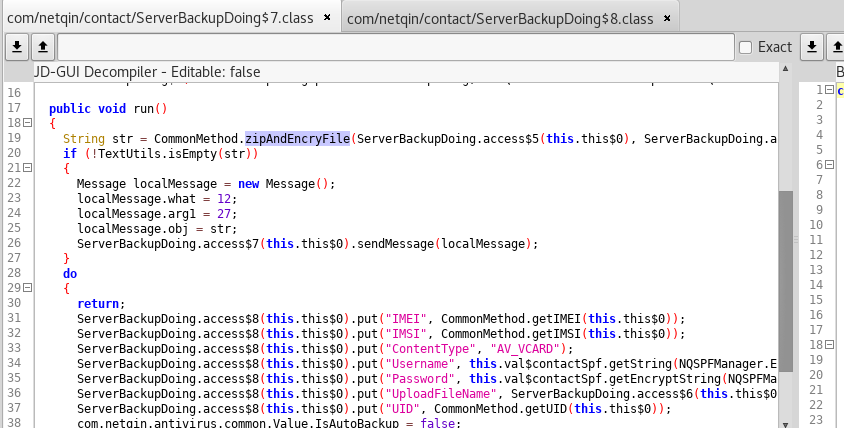 com/netqin/contact/ServerBackupDoing$7.class ×
com/netqin/contact/ServerBackupDoing$8.class ×
Exact
JD-GUI Decompiler - Editable: false
B
16
17 public void run()
18 {
19 String str = CommonMethod.zipAndEncryFile(ServerBackupDoing.access$5(this.this$0), ServerBackupDoing.a
20 if (!TextUtils.isEmpty(str))
21 {
22 Message localMessage = new Message();
23 localMessage.what = 12;
24 localMessage.arg1 = 27;
25 localMessage.obj = str;
26 ServerBackupDoing.access$7(this.this$0).sendMessage(localMessage);
27 }
28 do
29 {
30 return;
31 ServerBackupDoing.access$8(this.this$0).put("IMEI", CommonMethod.getIMEI(this.this$0));
32 ServerBackupDoing.access$8(this.this$0).put("IMSI", CommonMethod.getIMSI(this.this$0));
33 ServerBackupDoing.access$8(this.this$0).put("ContentType", "AV_VCARD");
34 ServerBackupDoing.access$8(this.this$0).put("Username", this.val$contactSpf.getString(NQSPFManager.E
35 ServerBackupDoing.access$8(this.this$0).put("Password", this.val$contactSpf.getEncryptString(NQSPFMa
36 ServerBackupDoing.access$8(this.this$0).put("UploadFileName", ServerBackupDoing.access$6(this.this$0
37 ServerBackupDoing.access$8(this.this$0).put("UID", CommonMethod.getUID(this.this$0));
38 com.netqin.antivirus.common.Value.IsAutoBackup = false;
1 c
2
3
4
5
6
7
8
9
10
11
12
13
14
15
16
17
18
19
20
21
22
23